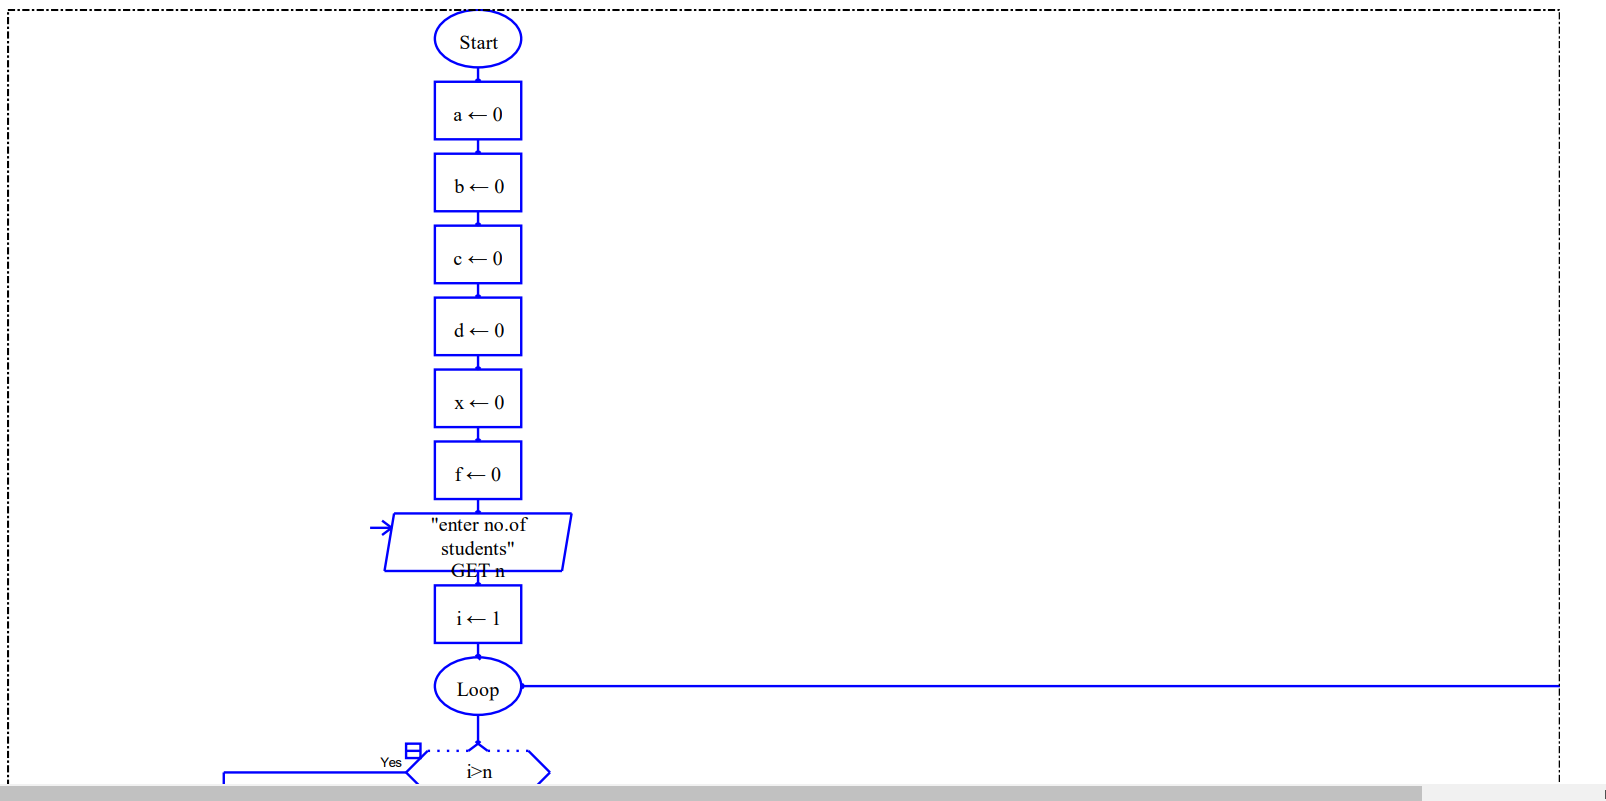 Start
a ← 0
b ← 0
c ← 0
d ← 0
x ← 0
f ← 0
"enter no.of
students"
GET n
i ← 1
Loop
Yes
i>n